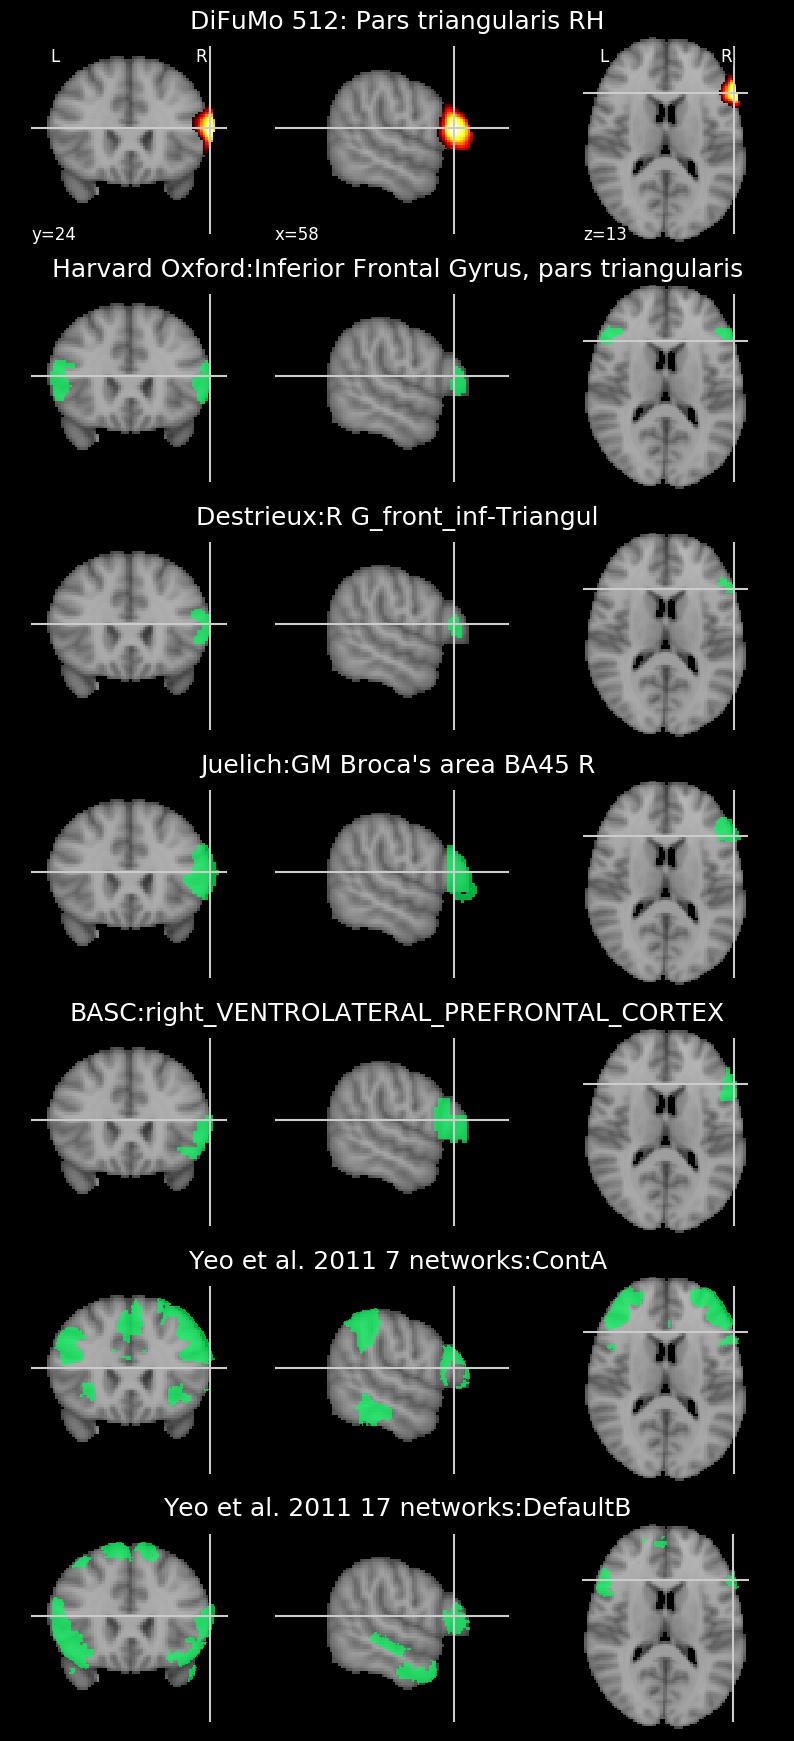 DiFuMo 512: Pars triangularis RH
L R L R
y=24 x=58 z=13
Harvard Oxford:Inferior Frontal Gyrus, pars triangularis
Destrieux:R G_front_inf-Triangul
Juelich:GM Broca's area BA45 R
BASC:right_VENTROLATERAL_PREFRONTAL_CORTEX
Yeo et al. 2011 7 networks:ContA
Yeo et al. 2011 17 networks:DefaultB